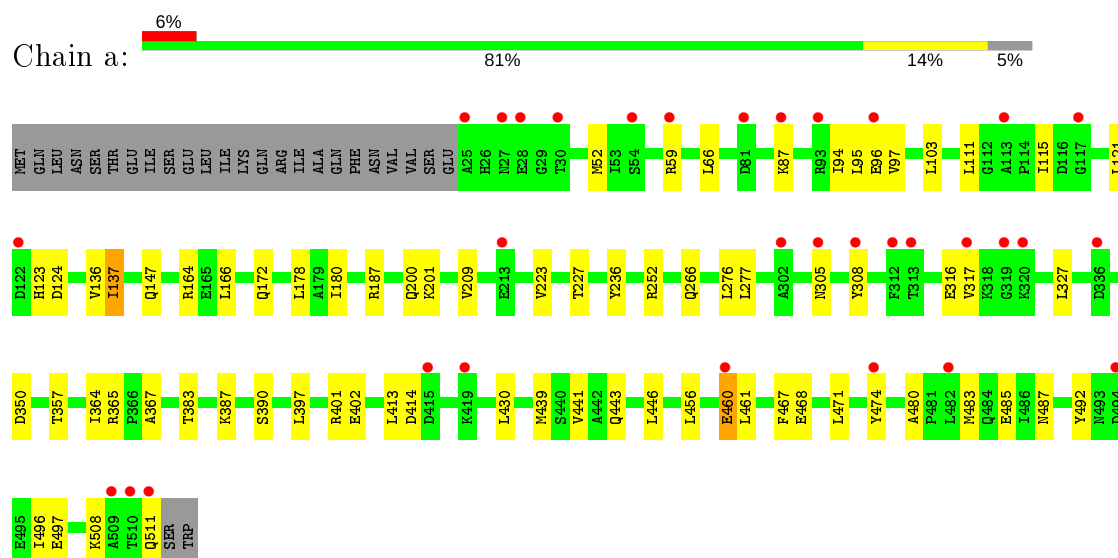 6%
Chain a:
81% 14% 5%
MET GLN LEU ASN SER THR GLU ILE SER GLU LEU ILE LYS GLN ARG ILE ALA GLN PHE ASN VAL VAL SER GLU A25 H26 N27 E28 G29 T30 M52 I53 S54 R59 L66 D81 K87 R93 I94 L95 E96 V97 L103 L111 G112 A113 P114 I115 D116 G117 L121
D122 H123 D124 V136 I137 Q147 R164 E165 L166 Q172 L178 A179 I180 R187 Q200 K201 V209 E213 V223 T227 Y236 R252 Q266 L276 L277 A302 N305 Y308 F312 T313 E316 V317 K318 G319 K320 L327 D336
D350 T357 I364 R365 P366 A367 T383 K387 S390 L397 R401 E402 L413 D414 D415 K419 L430 M439 S440 V441 A442 Q443 L446 L456 E460 L461 F467 E468 L471 Y474 A480 P481 L482 M483 Q484 E485 I486 N487 Y492 N493
E495 I496 E497 K508 A509 T510 Q511 SER TRP